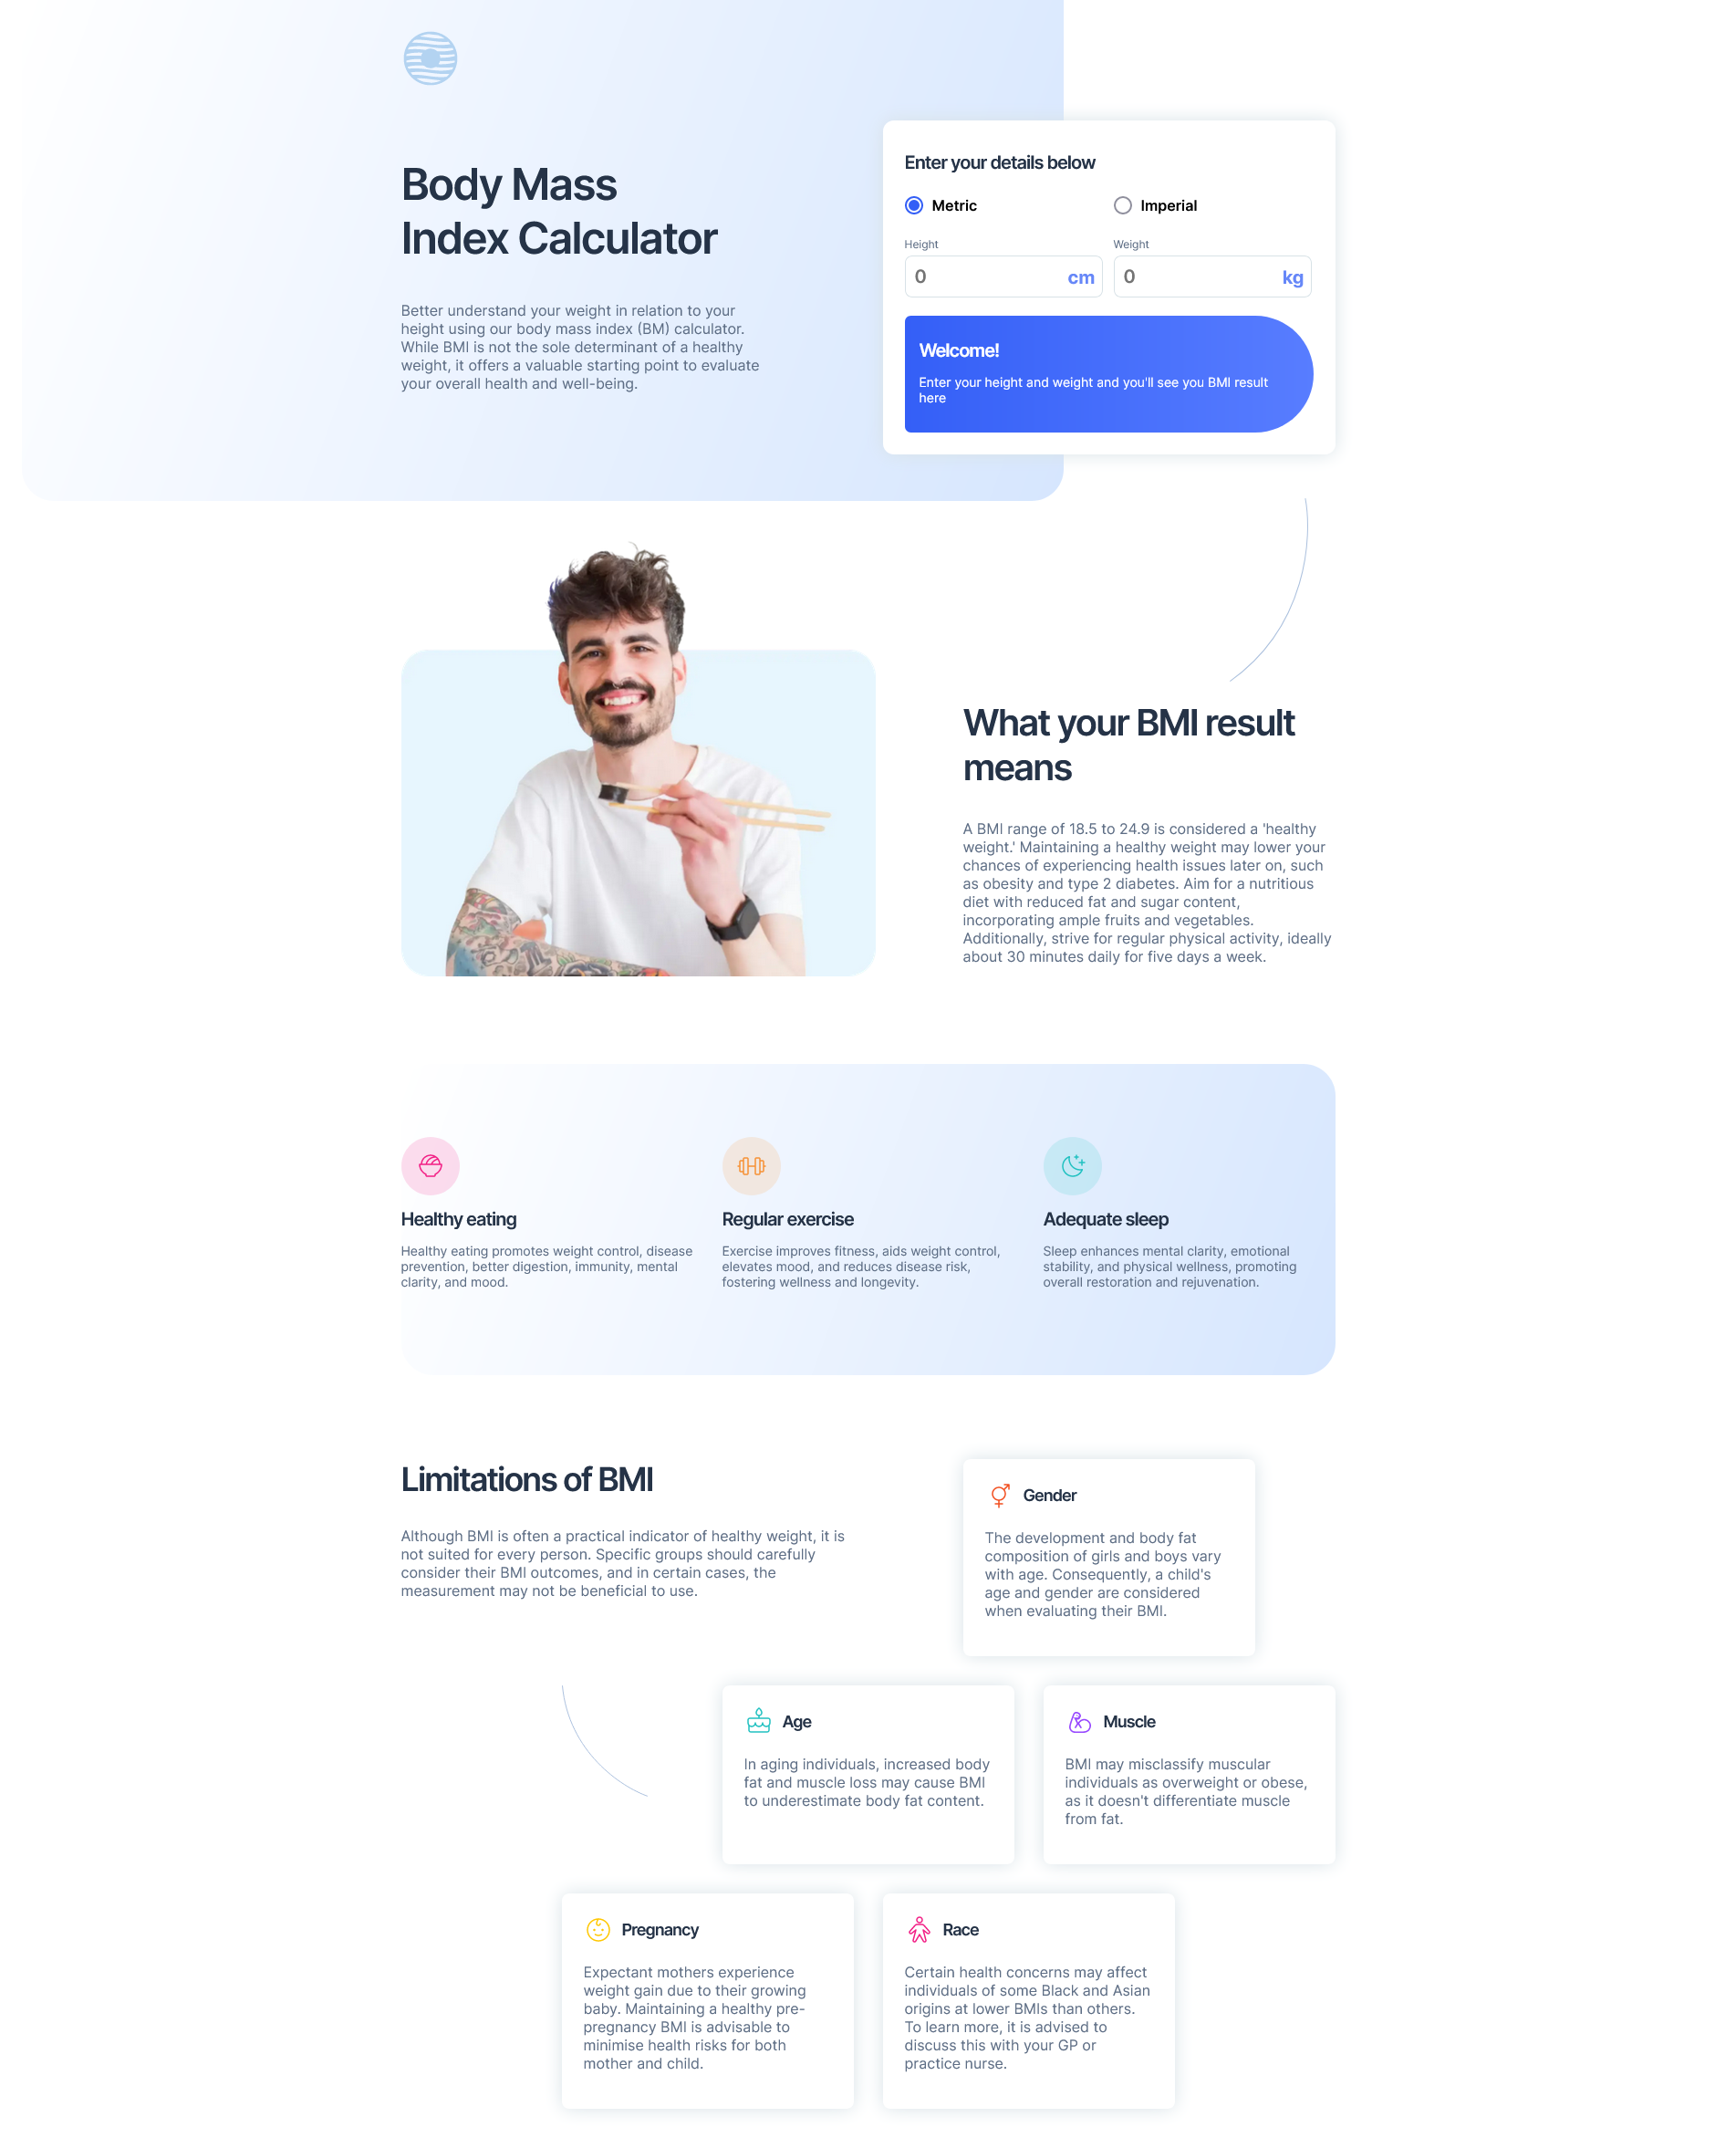 Body Mass
Index Calculator
Better understand your weight in relation to your
height using our body mass index (BM) calculator.
While BMI is not the sole determinant of a healthy
weight, it offers a valuable starting point to evaluate
your overall health and well-being.
Enter your details below
Metric
Imperial
Height
Weight
0 cm
0 kg
Welcome!
Enter your height and weight and you'll see you BMI result
here
What your BMI result
means
A BMI range of 18.5 to 24.9 is considered a 'healthy
weight.' Maintaining a healthy weight may lower your
chances of experiencing health issues later on, such
as obesity and type 2 diabetes. Aim for a nutritious
diet with reduced fat and sugar content,
incorporating ample fruits and vegetables.
Additionally, strive for regular physical activity, ideally
about 30 minutes daily for five days a week.
Healthy eating
Healthy eating promotes weight control, disease
prevention, better digestion, immunity, mental
clarity, and mood.
Regular exercise
Exercise improves fitness, aids weight control,
elevates mood, and reduces disease risk,
fostering wellness and longevity.
Adequate sleep
Sleep enhances mental clarity, emotional
stability, and physical wellness, promoting
overall restoration and rejuvenation.
Limitations of BMI
Although BMI is often a practical indicator of healthy weight, it is
not suited for every person. Specific groups should carefully
consider their BMI outcomes, and in certain cases, the
measurement may not be beneficial to use.
Gender
The development and body fat
composition of girls and boys vary
with age. Consequently, a child's
age and gender are considered
when evaluating their BMI.
Age
In aging individuals, increased body
fat and muscle loss may cause BMI
to underestimate body fat content.
Muscle
BMI may misclassify muscular
individuals as overweight or obese,
as it doesn't differentiate muscle
from fat.
Pregnancy
Expectant mothers experience
weight gain due to their growing
baby. Maintaining a healthy pre-
pregnancy BMI is advisable to
minimise health risks for both
mother and child.
Race
Certain health concerns may affect
individuals of some Black and Asian
origins at lower BMIs than others.
To learn more, it is advised to
discuss this with your GP or
practice nurse.